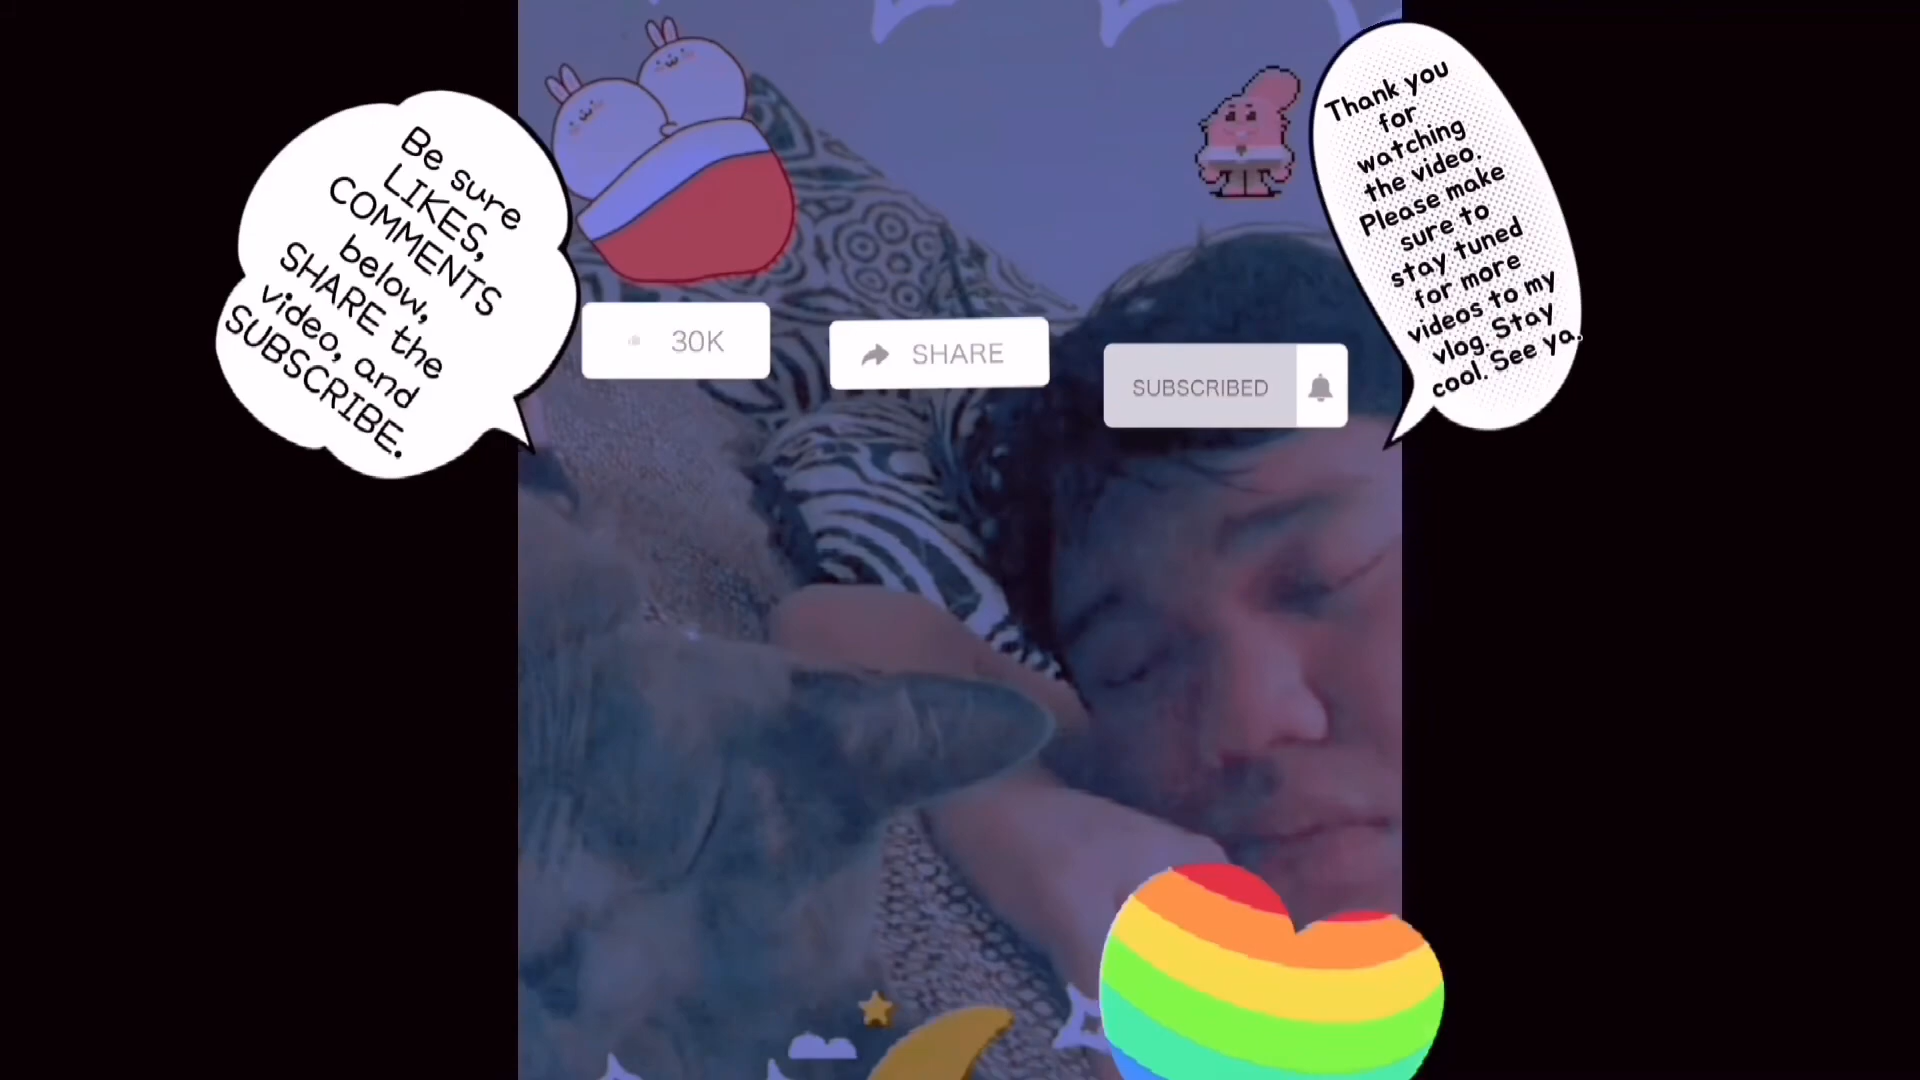 Be sure
LIKES,
COMMENTS
below,
SHARE the
video, and
SUBSCRIBE.
30K
SHARE
SUBSCRIBED
Thank you
for
watching
the video.
Please make
sure to
stay tuned
for more
videos to my
vlog. Stay
cool. See ya.